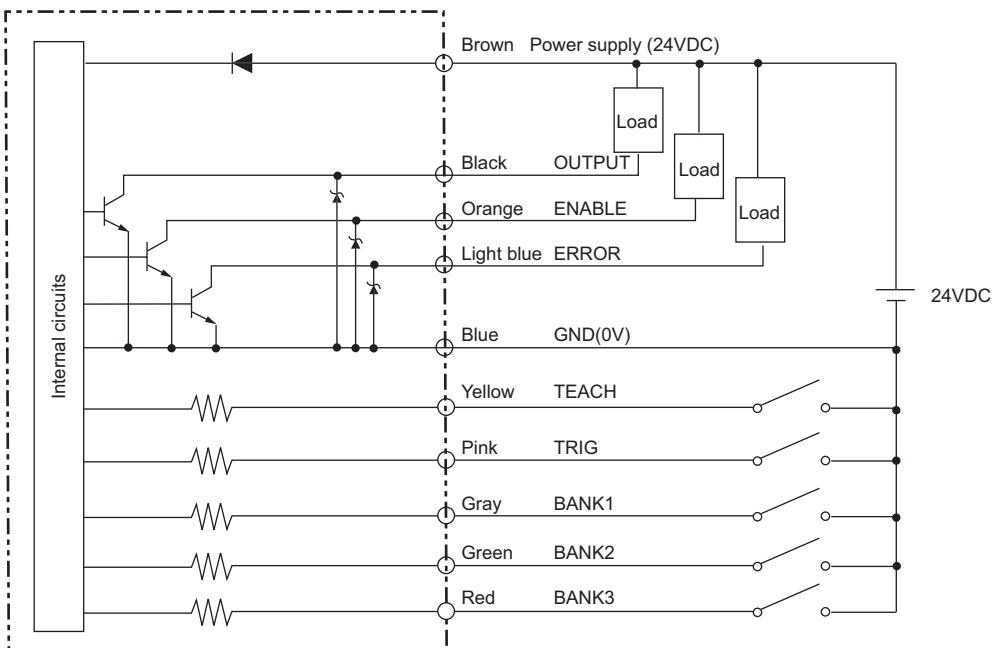 Brown Power supply (24VDC)
Load
Black OUTPUT
Load
Orange ENABLE
Load
Light blue ERROR
Internal circuits
24VDC
Blue GND(0V)
Yellow TEACH
Pink TRIG
Gray BANK1
Green BANK2
Red BANK3